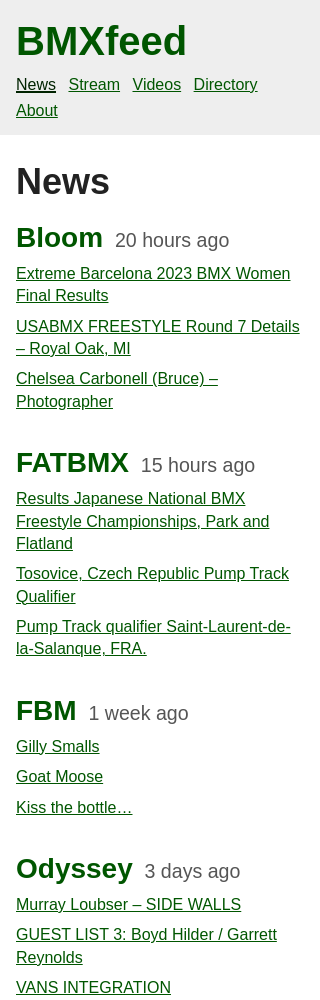 BMXfeed
News Stream Videos Directory
About
News
Bloom 20 hours ago
Extreme Barcelona 2023 BMX Women
Final Results
USABMX FREESTYLE Round 7 Details
– Royal Oak, MI
Chelsea Carbonell (Bruce) –
Photographer
FATBMX 15 hours ago
Results Japanese National BMX
Freestyle Championships, Park and
Flatland
Tosovice, Czech Republic Pump Track
Qualifier
Pump Track qualifier Saint-Laurent-de-
la-Salanque, FRA.
FBM 1 week ago
Gilly Smalls
Goat Moose
Kiss the bottle…
Odyssey 3 days ago
Murray Loubser – SIDE WALLS
GUEST LIST 3: Boyd Hilder / Garrett
Reynolds
VANS INTEGRATION